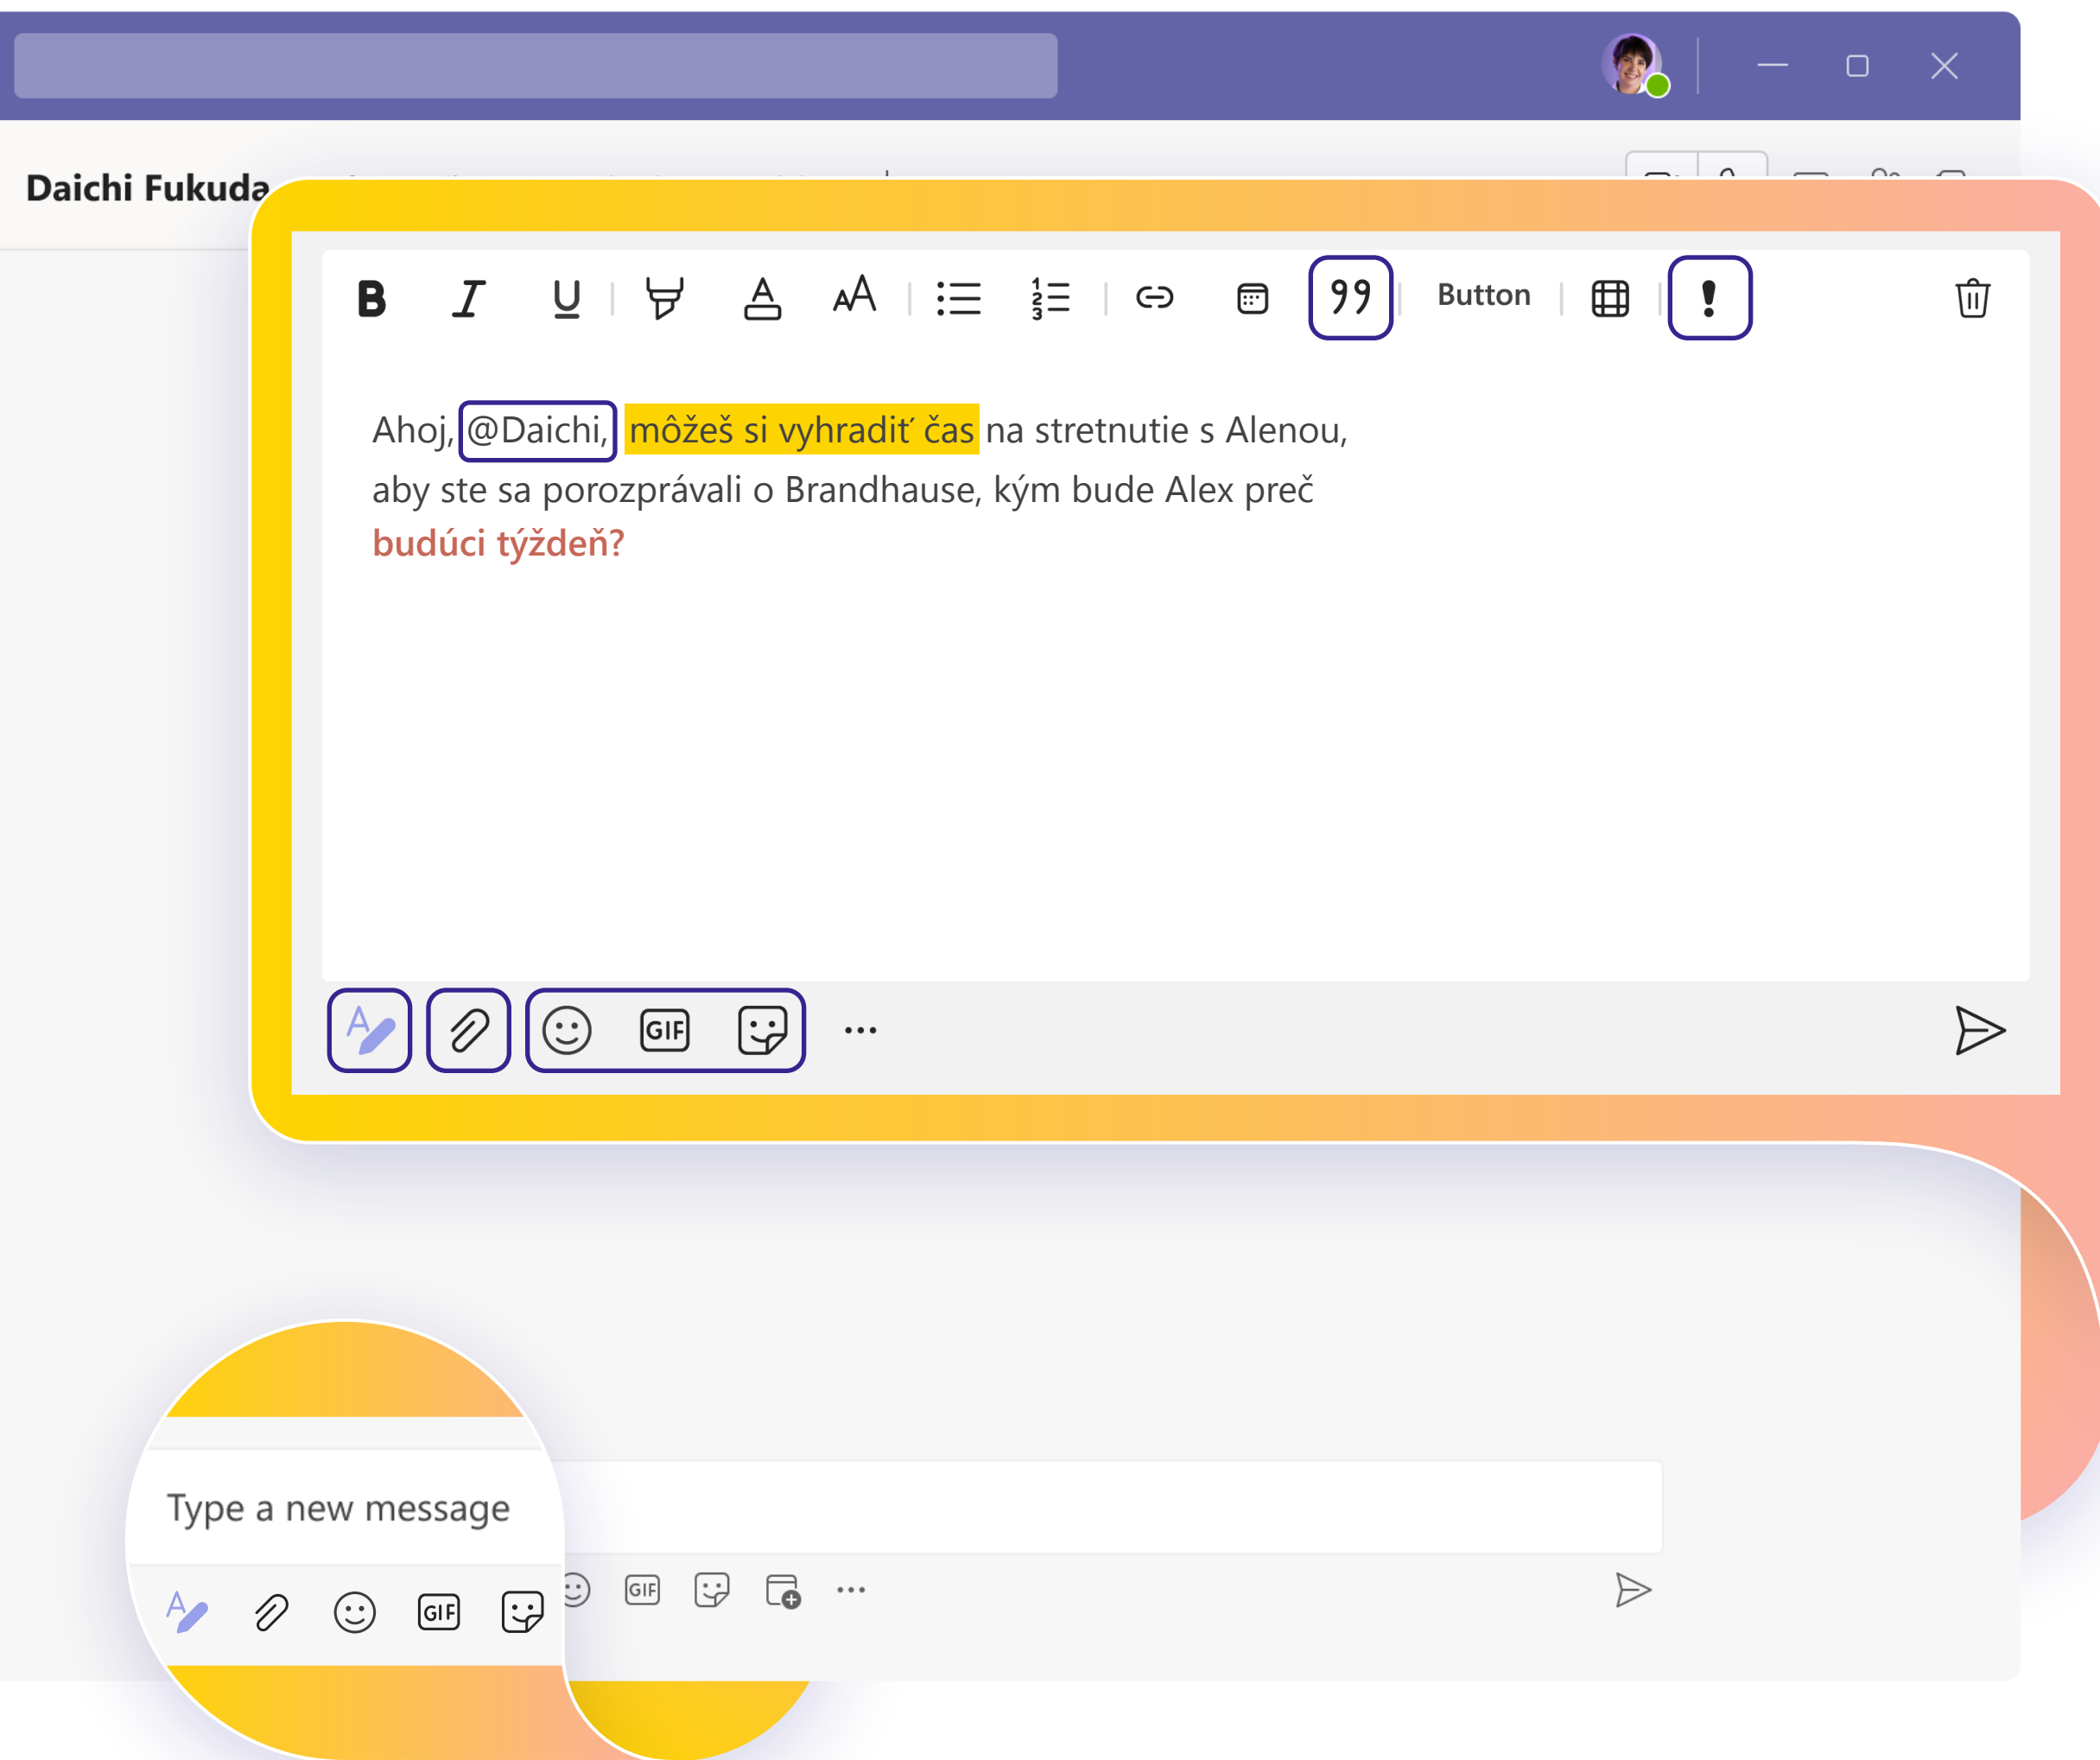 Daichi Fukuda
Button
Ahoj, @Daichi, môžeš si vyhradiť čas na stretnutie s Alenou,
aby ste sa porozprávali o Brandhause, kým bude Alex preč
budúci týždeň?
GIF
Type a new message
GIF
GIF